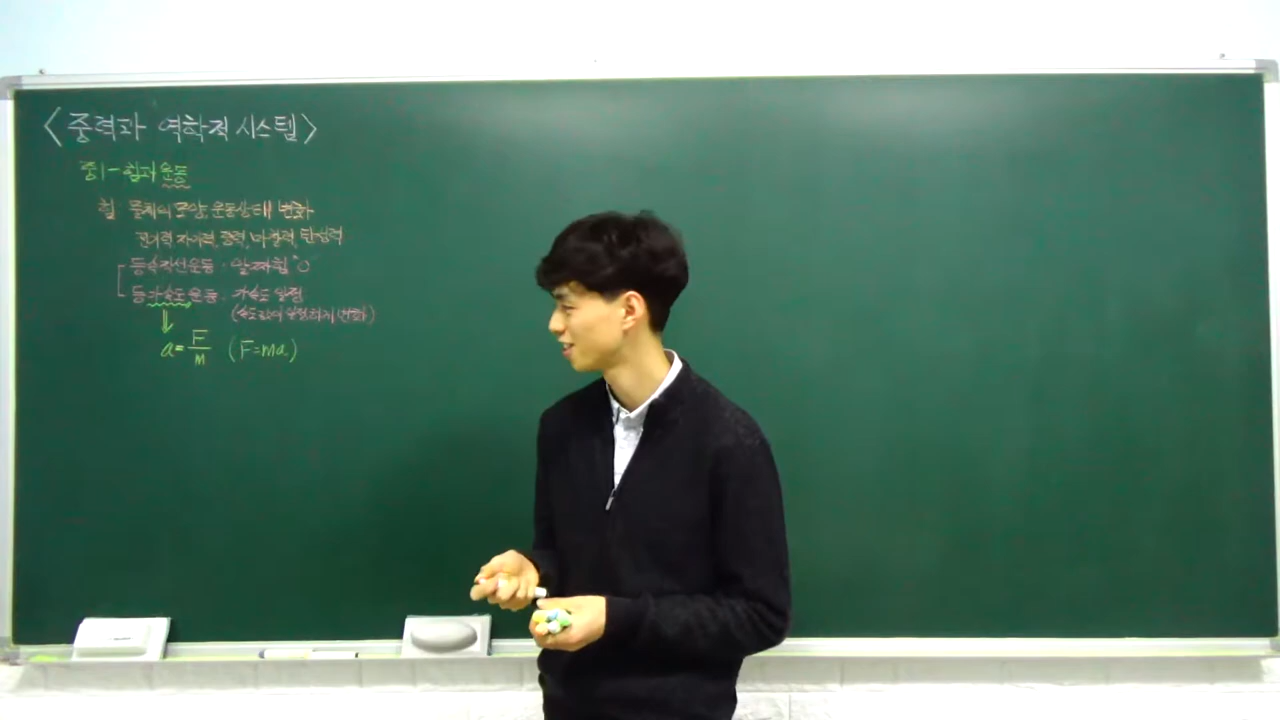 <중력과 역학적 시스템>
중1 - 힘과 운동
힘: 물체의 모양, 운동상태 변화
전기력, 자기력, 중력, 마찰력, 탄성력
등속직선운동: 알짜힘 "0"
등가속도 운동: 가속도 일정
(속도가 일정하게 변화)
a = F/m (F=ma)